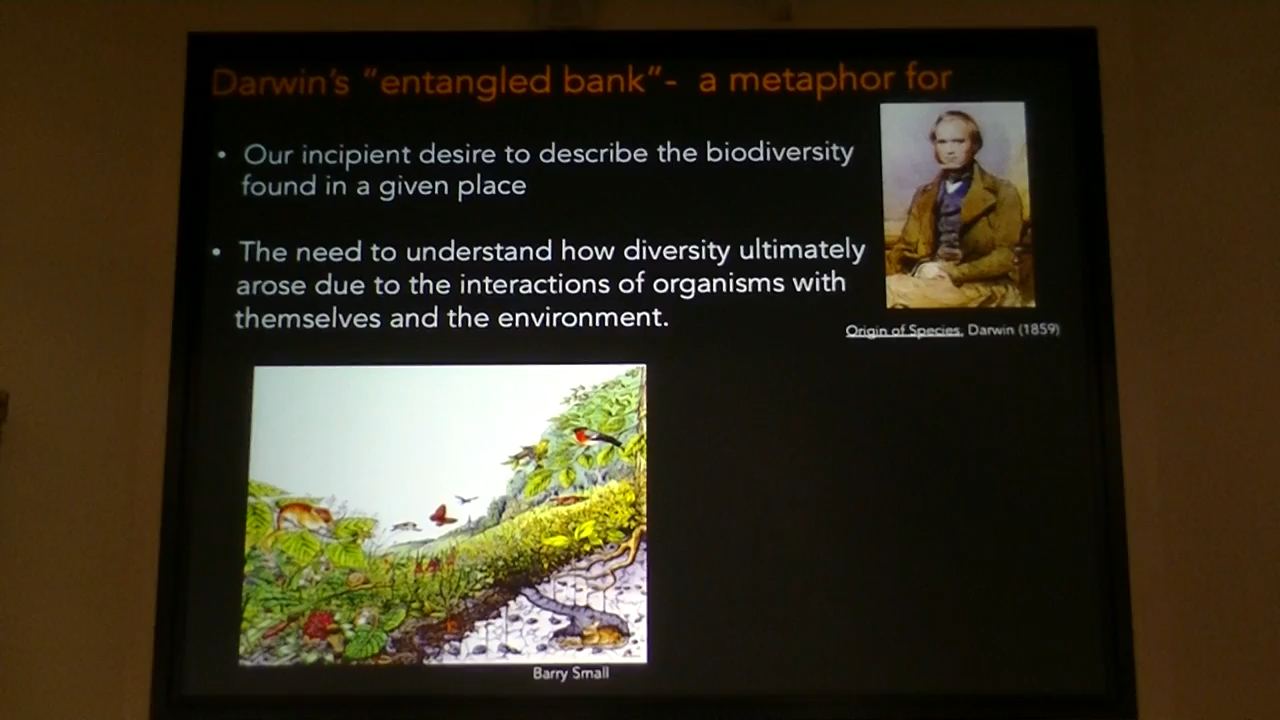 Darwin's "entangled bank"- a metaphor for
• Our incipient desire to describe the biodiversity
found in a given place
• The need to understand how diversity ultimately
arose due to the interactions of organisms with
themselves and the environment.
Origin of Species, Darwin (1859)
Barry Small